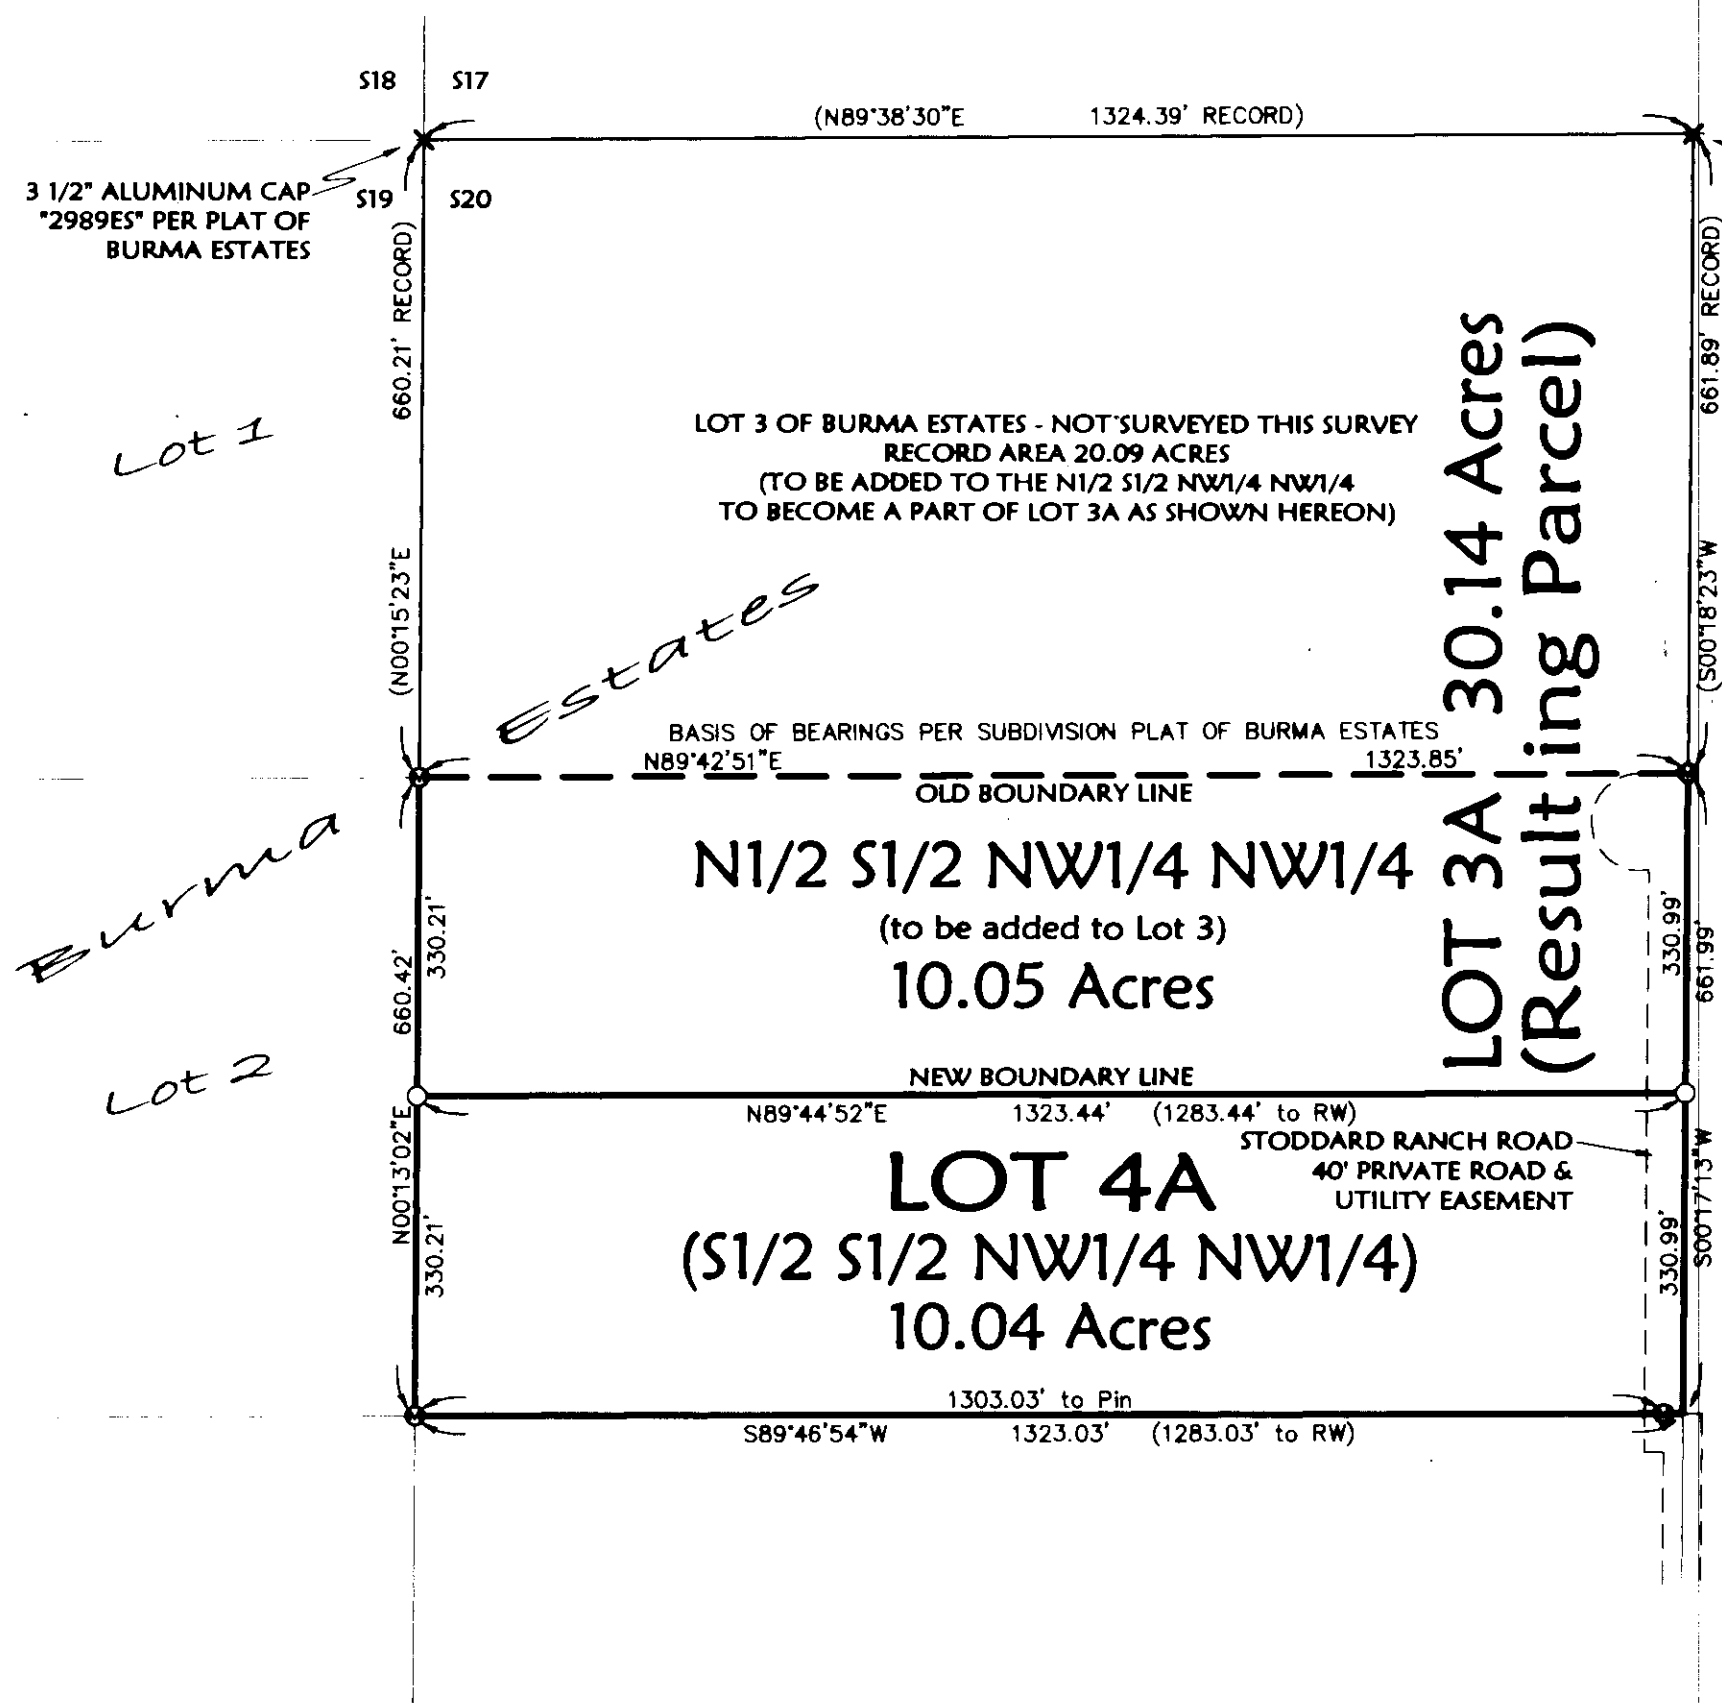 S18 S17
(N89°38'30"E 1324.39' RECORD)
3 1/2" ALUMINUM CAP
"2989ES" PER PLAT OF
BURMA ESTATES
S19 S20
660.21' RECORD)
(N00°15'23"E
661.89' RECORD)
(S00°18'23"W
Lot 1
LOT 3 OF BURMA ESTATES - NOT SURVEYED THIS SURVEY
RECORD AREA 20.09 ACRES
(TO BE ADDED TO THE N1/2 S1/2 NW1/4 NW1/4
TO BECOME A PART OF LOT 3A AS SHOWN HEREON)
LOT 3A 30.14 Acres
(Result ing Parcel)
Burma Estates
BASIS OF BEARINGS PER SUBDIVISION PLAT OF BURMA ESTATES
N89°42'51"E 1323.85'
OLD BOUNDARY LINE
N1/2 S1/2 NW1/4 NW1/4
(to be added to Lot 3)
10.05 Acres
660.42'
330.21'
330.99'
661.99'
Lot 2
NEW BOUNDARY LINE
N89°44'52"E 1323.44' (1283.44' to RW)
N00°13'02"E
330.21'
LOT 4A
(S1/2 S1/2 NW1/4 NW1/4)
10.04 Acres
STODDARD RANCH ROAD
40' PRIVATE ROAD &
UTILITY EASEMENT
330.99'
S00°17'13"W
1303.03' to Pin
S89°46'54"W 1323.03' (1283.03' to RW)